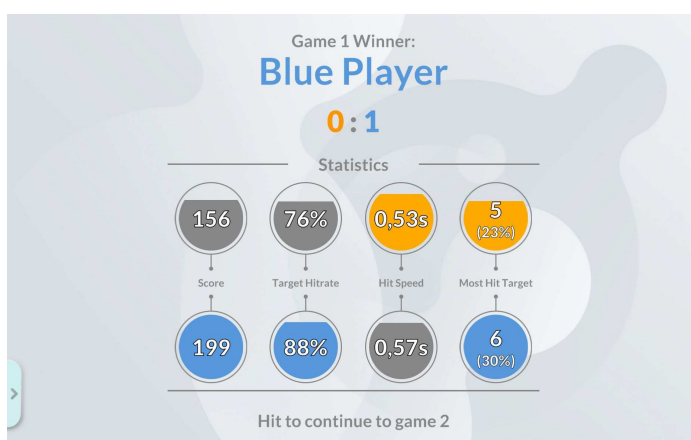 Game 1 Winner:
Blue Player
0 : 1
Statistics
156 76% 0,53s 5
(23%)
Score Target Hitrate Hit Speed Most Hit Target
199 88% 0,57s 6
(30%)
Hit to continue to game 2